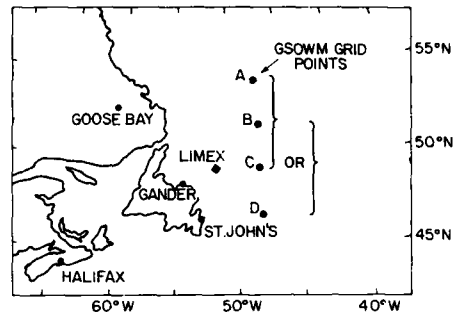 55°N
GSOWM GRID
POINTS
A
GOOSE BAY
B
50°N
LIMEX
C
OR
GANDER
D
ST. JOHN'S
45°N
HALIFAX
60°W
50°W
40°W